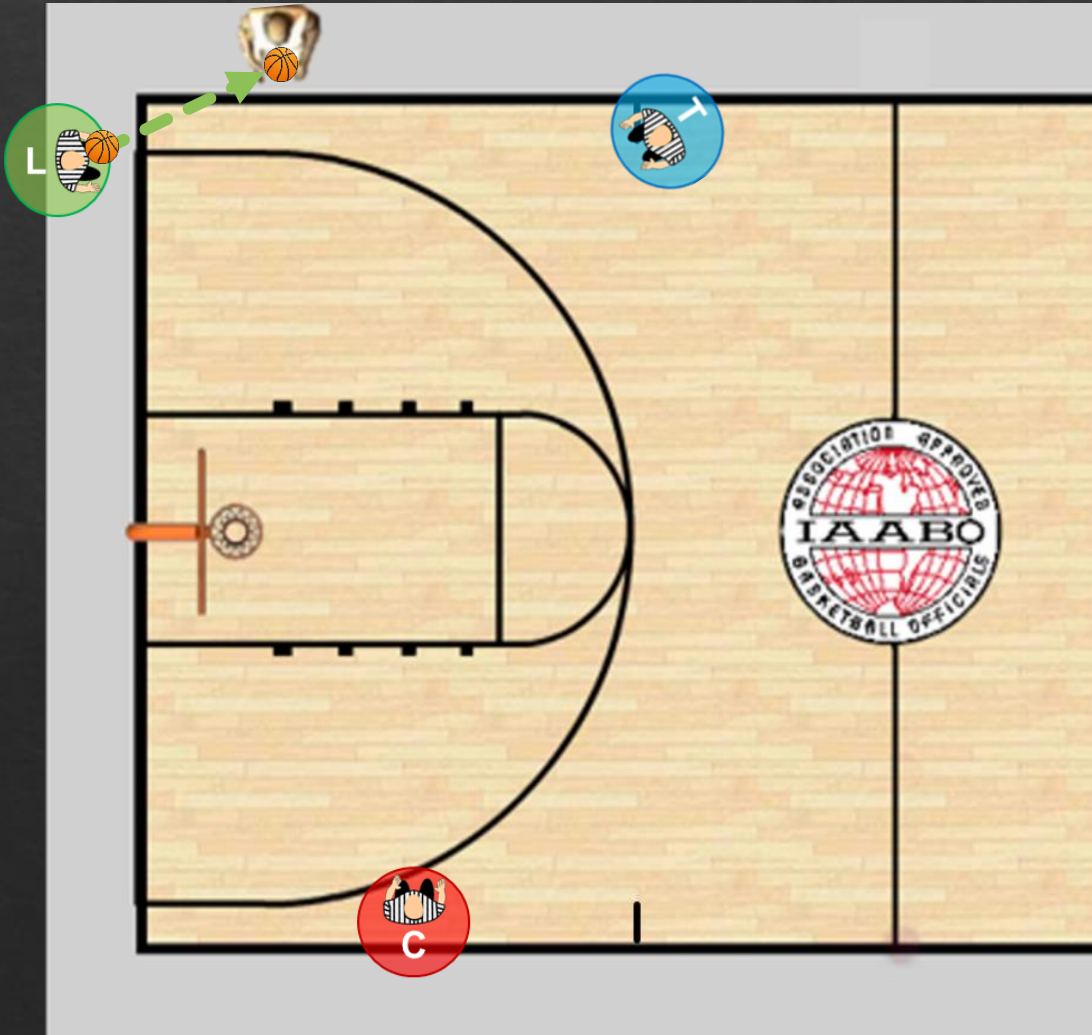 T
L
ASSOCIATION APPROVED
IAABO
BASKETBALL OFFICIALS
C